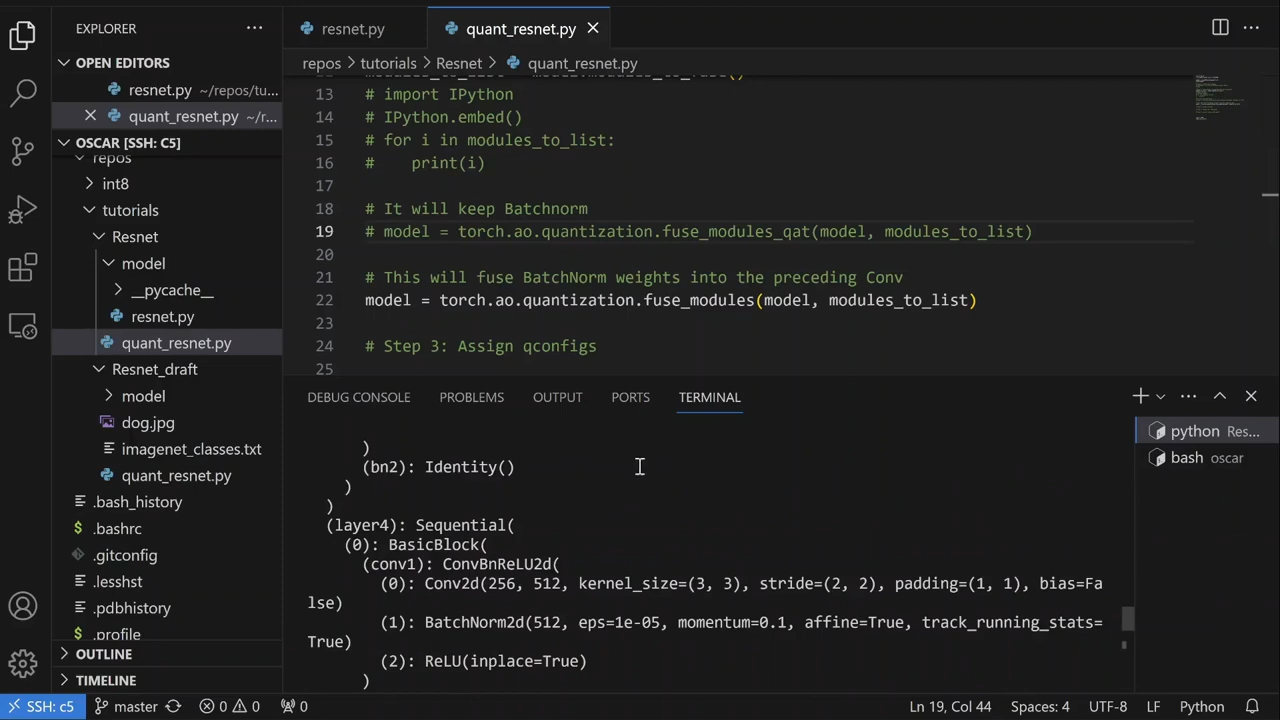 EXPLORER
resnet.py
quant_resnet.py
OPEN EDITORS
resnet.py ~/repos/tu...
quant_resnet.py ~/r...
OSCAR [SSH: C5]
repos
int8
tutorials
Resnet
model
__pycache__
resnet.py
quant_resnet.py
Resnet_draft
model
dog.jpg
imagenet_classes.txt
quant_resnet.py
.bash_history
.bashrc
.gitconfig
.lesshst
.pdbhistory
.profile
OUTLINE
TIMELINE
repos > tutorials > Resnet > quant_resnet.py
13 # import IPython
14 # IPython.embed()
15 # for i in modules_to_list:
16 #    print(i)
17
18 # It will keep Batchnorm
19 # model = torch.ao.quantization.fuse_modules_qat(model, modules_to_list)
20
21 # This will fuse BatchNorm weights into the preceding Conv
22 model = torch.ao.quantization.fuse_modules(model, modules_to_list)
23
24 # Step 3: Assign qconfigs
25
DEBUG CONSOLE PROBLEMS OUTPUT PORTS TERMINAL
)
(bn2): Identity()
)
)
(layer4): Sequential(
(0): BasicBlock(
(conv1): ConvBnReLU2d(
(0): Conv2d(256, 512, kernel_size=(3, 3), stride=(2, 2), padding=(1, 1), bias=Fa
lse)
(1): BatchNorm2d(512, eps=1e-05, momentum=0.1, affine=True, track_running_stats=
True)
(2): ReLU(inplace=True)
)
python Res...
bash oscar
SSH: c5 master 0 0 0 Ln 19, Col 44 Spaces: 4 UTF-8 LF Python